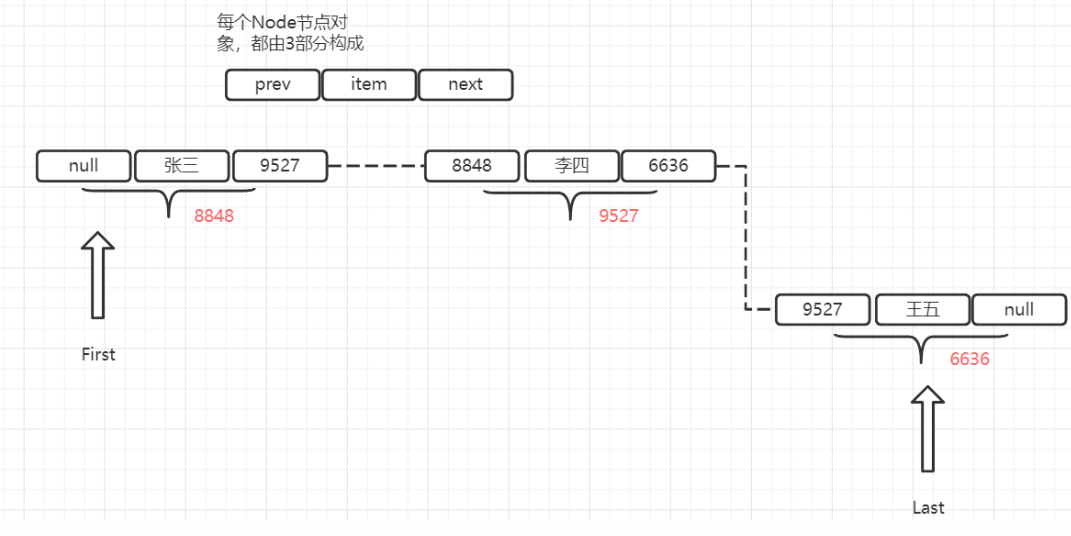 每个Node节点对
象，都由3部分构成
prev item next
null 张三 9527 8848 李四 6636
8848 9527
9527 王五 null
First 6636
Last